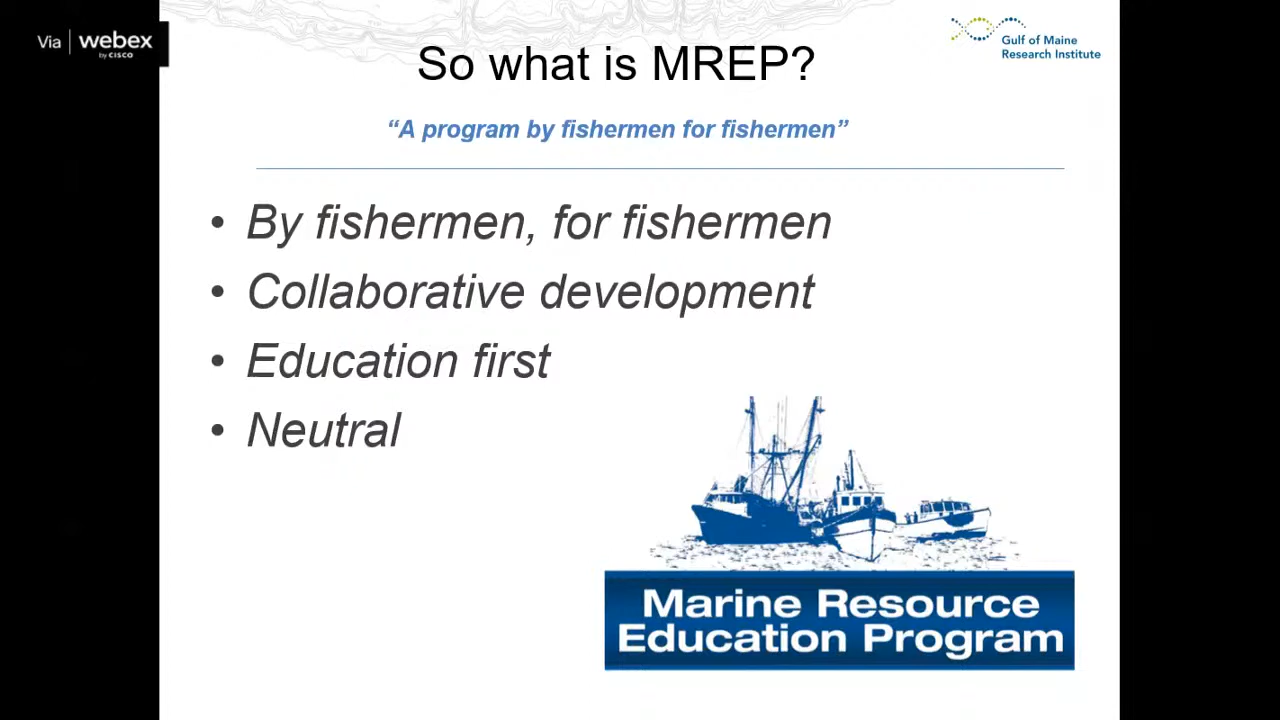 Via webex
by CISCO
Gulf of Maine
Research Institute
So what is MREP?
“A program by fishermen for fishermen”
• By fishermen, for fishermen
• Collaborative development
• Education first
• Neutral
Marine Resource
Education Program